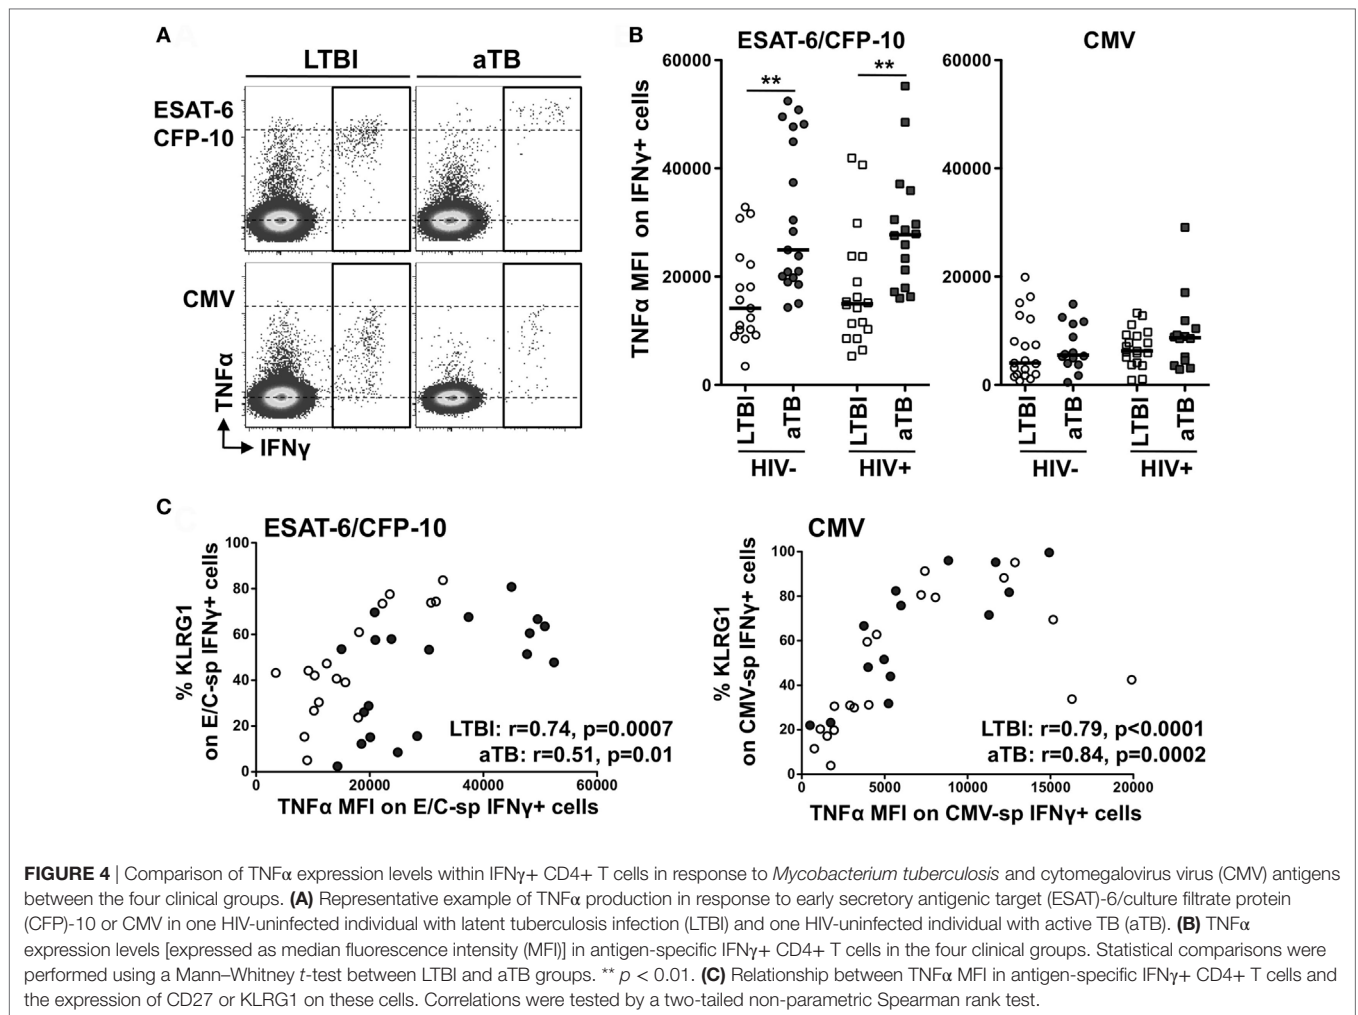 A
LTBI
aTB
ESAT-6
CFP-10
CMV
TNFα
IFNγ
B
ESAT-6/CFP-10
CMV
TNFα MFI on IFNγ+ cells
60000
40000
20000
0
**
**
LTBI
aTB
LTBI
aTB
HIV-
HIV+
60000
40000
20000
0
LTBI
aTB
LTBI
aTB
HIV-
HIV+
C
ESAT-6/CFP-10
% KLRG1
on E/C-sp IFNγ+ cells
100
80
60
40
20
0
LTBI: r=0.74, p=0.0007
aTB: r=0.51, p=0.01
0
20000
40000
60000
TNFα MFI on E/C-sp IFNγ+ cells
CMV
% KLRG1
on CMV-sp IFNγ+ cells
100
80
60
40
20
0
LTBI: r=0.79, p<0.0001
aTB: r=0.84, p=0.0002
0
5000
10000
15000
20000
TNFα MFI on CMV-sp IFNγ+ cells
FIGURE 4 | Comparison of TNFα expression levels within IFNγ+ CD4+ T cells in response to Mycobacterium tuberculosis and cytomegalovirus virus (CMV) antigens
between the four clinical groups. (A) Representative example of TNFα production in response to early secretory antigenic target (ESAT)-6/culture filtrate protein
(CFP)-10 or CMV in one HIV-uninfected individual with latent tuberculosis infection (LTBI) and one HIV-uninfected individual with active TB (aTB). (B) TNFα
expression levels [expressed as median fluorescence intensity (MFI)] in antigen-specific IFNγ+ CD4+ T cells in the four clinical groups. Statistical comparisons were
performed using a Mann–Whitney t-test between LTBI and aTB groups. ** p < 0.01. (C) Relationship between TNFα MFI in antigen-specific IFNγ+ CD4+ T cells and
the expression of CD27 or KLRG1 on these cells. Correlations were tested by a two-tailed non-parametric Spearman rank test.